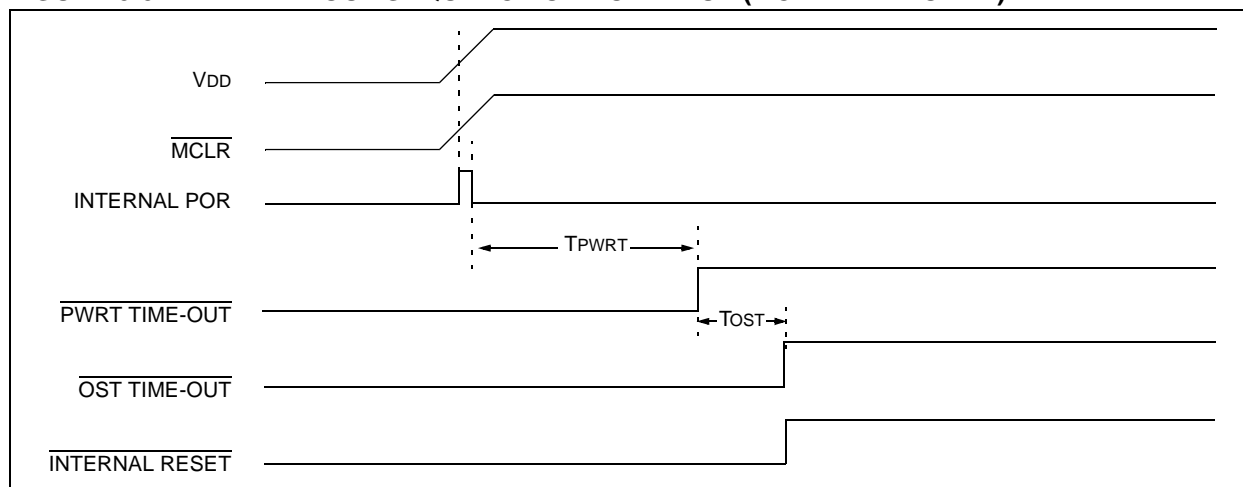 VDD
MCLR
INTERNAL POR
TPWRT
PWRT TIME-OUT
TOST
OST TIME-OUT
INTERNAL RESET